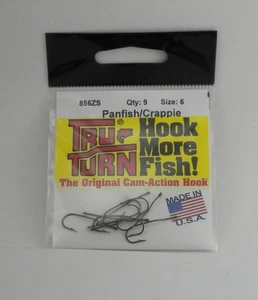 856ZS Qty: 9 Size: 6
Panfish/Crappie
TRU-TURN®
Hook
More
Fish!
The Original Cam-Action Hook
MADE IN
U.S.A.